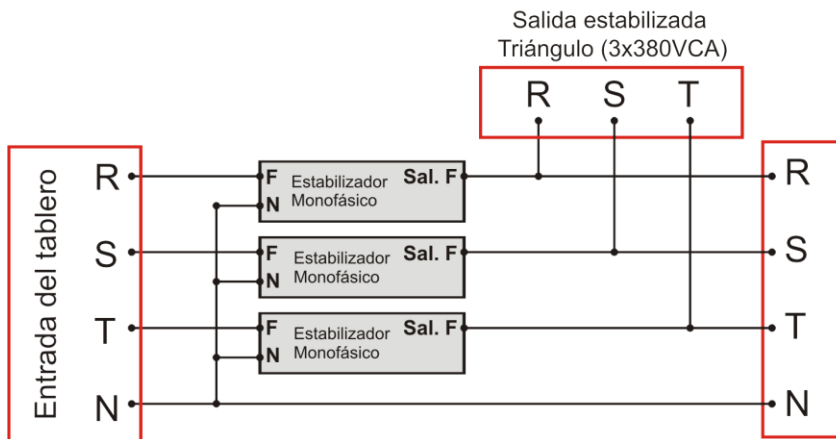 Salida estabilizada
Triángulo (3x380VCA)
R S T
Entrada del tablero
R
S
T
N
F Estabilizador Sal. F
N Monofásico
F Estabilizador Sal. F
N Monofásico
F Estabilizador Sal. F
N Monofásico
R
S
T
N